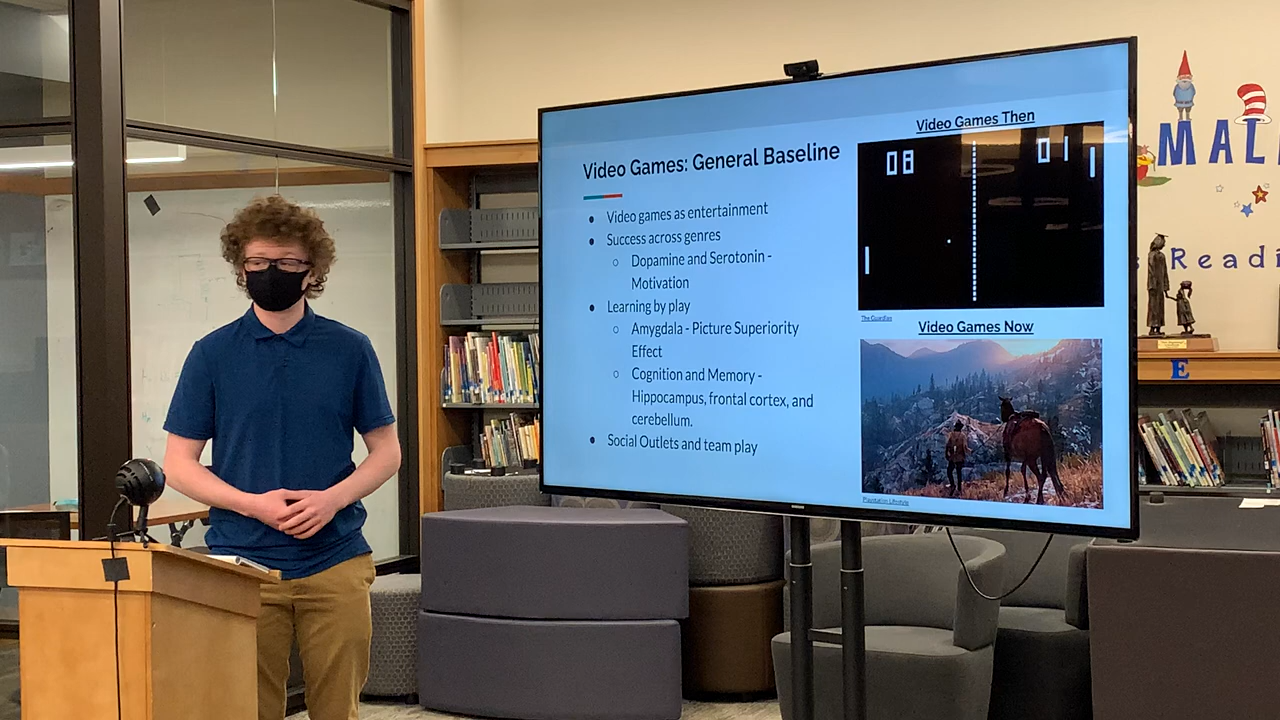 Video Games: General Baseline
Video games as entertainment
Success across genres
Dopamine and Serotonin -
Motivation
Learning by play
Amygdala - Picture Superiority
Effect
Cognition and Memory -
Hippocampus, frontal cortex, and
cerebellum.
Social Outlets and team play
Video Games Then
08
01
The Guardian
Video Games Now
Playstation Lifestyle
MAL
s Readi
E